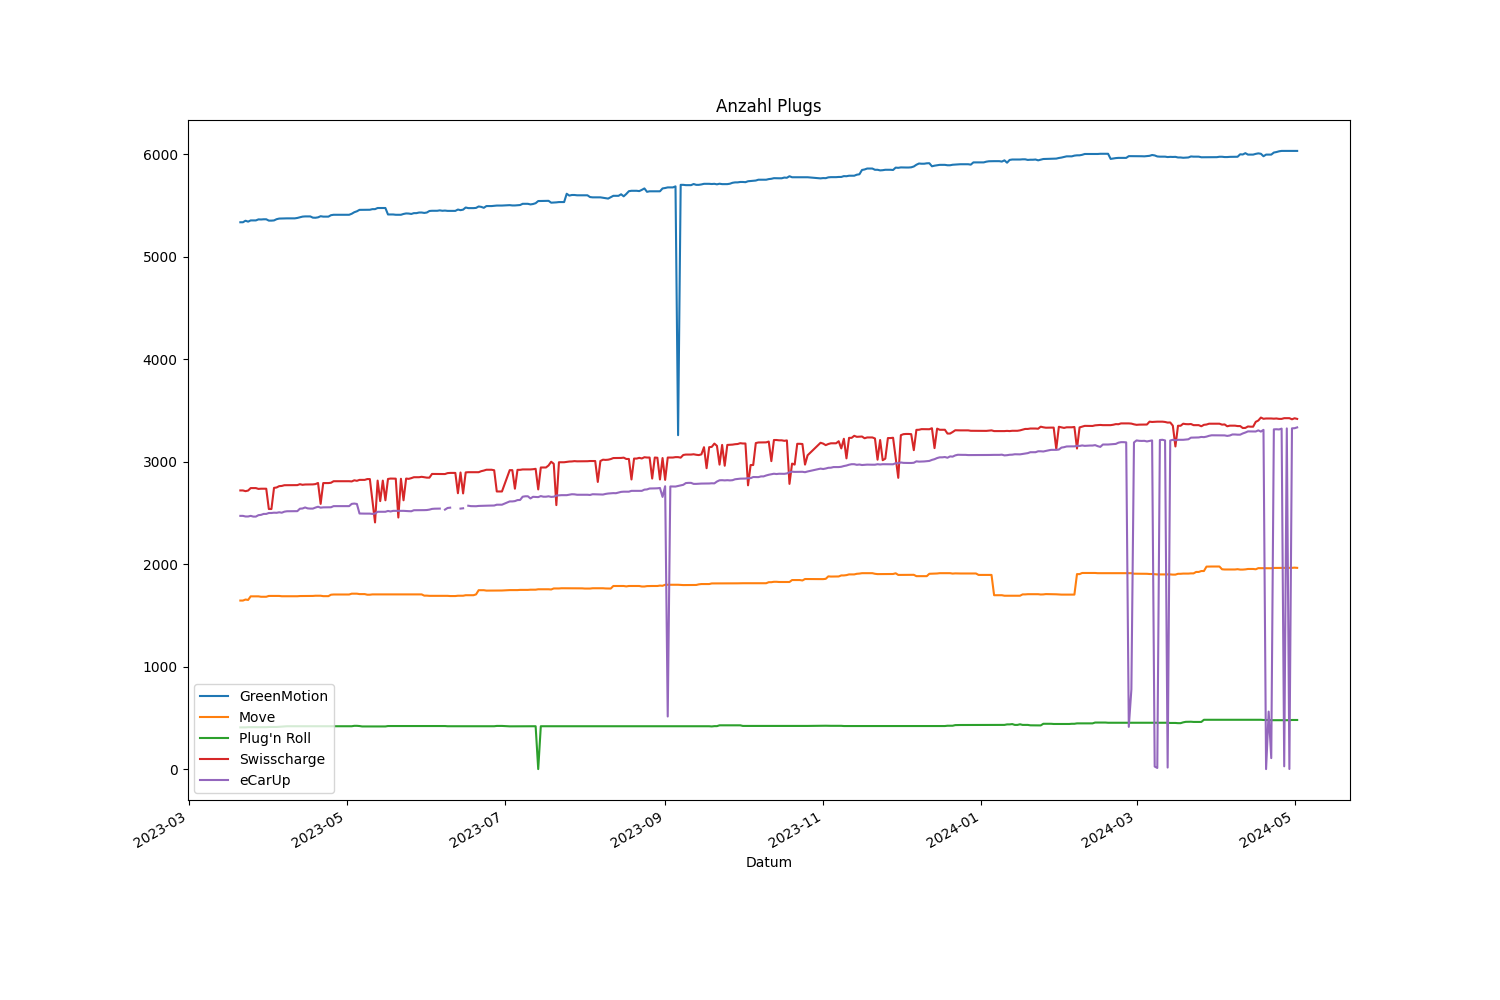 Anzahl Plugs
6000
5000
4000
3000
2000
1000
0
GreenMotion
Move
Plug'n Roll
Swisscharge
eCarUp
2023-03
2023-05
2023-07
2023-09
2023-11
2024-01
2024-03
2024-05
Datum